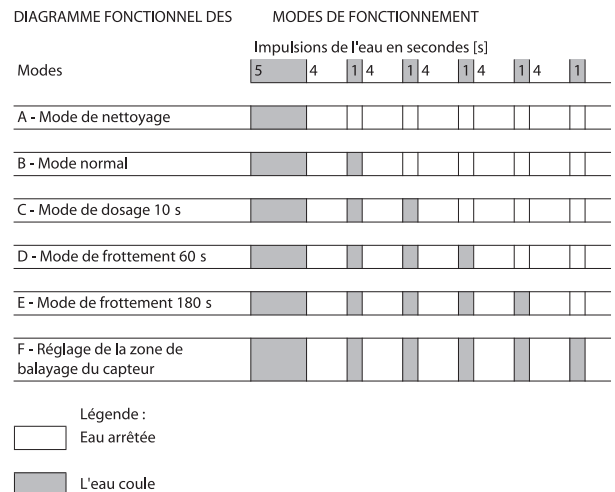 DIAGRAMME FONCTIONNEL DES MODES DE FONCTIONNEMENT
Impulsions de l'eau en secondes [s]
Modes 5 4 1 4 1 4 1 4 1 4 1
A - Mode de nettoyage
B - Mode normal
C - Mode de dosage 10 s
D - Mode de frottement 60 s
E - Mode de frottement 180 s
F - Réglage de la zone de
balayage du capteur
Légende :
Eau arrêtée
L'eau coule